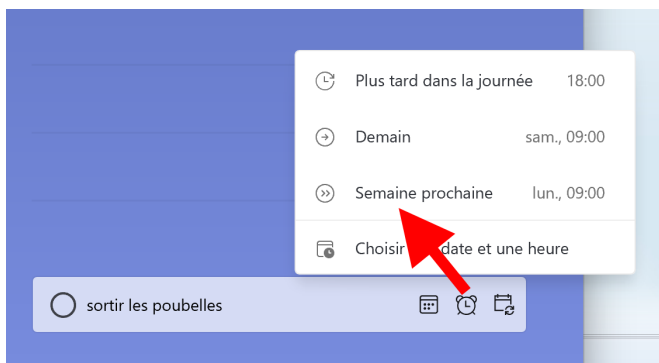 Plus tard dans la journée 18:00
Demain sam., 09:00
Semaine prochaine lun., 09:00
Choisir date et une heure
sortir les poubelles